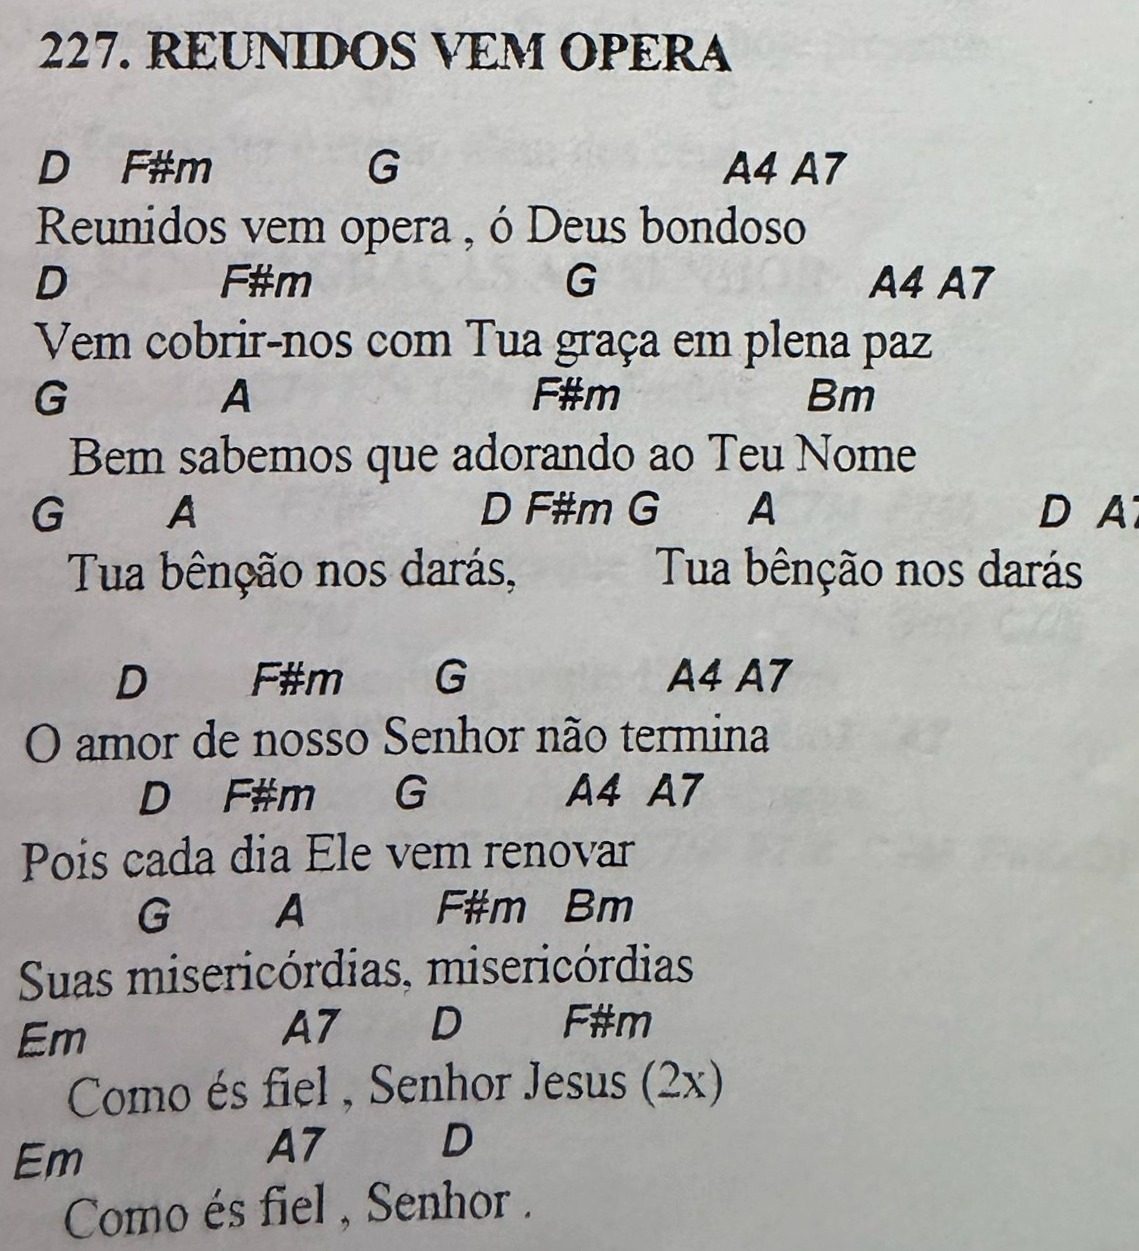 227. REUNIDOS VEM OPERA
D F#m G A4 A7
Reunidos vem opera , ó Deus bondoso
D F#m G A4 A7
Vem cobrir-nos com Tua graça em plena paz
G A F#m Bm
Bem sabemos que adorando ao Teu Nome
G A D F#m G A D A7
Tua bênção nos darás, Tua bênção nos darás
D F#m G A4 A7
O amor de nosso Senhor não termina
D F#m G A4 A7
Pois cada dia Ele vem renovar
G A F#m Bm
Suas misericórdias, misericórdias
Em A7 D F#m
Como és fiel , Senhor Jesus (2x)
Em A7 D
Como és fiel , Senhor .